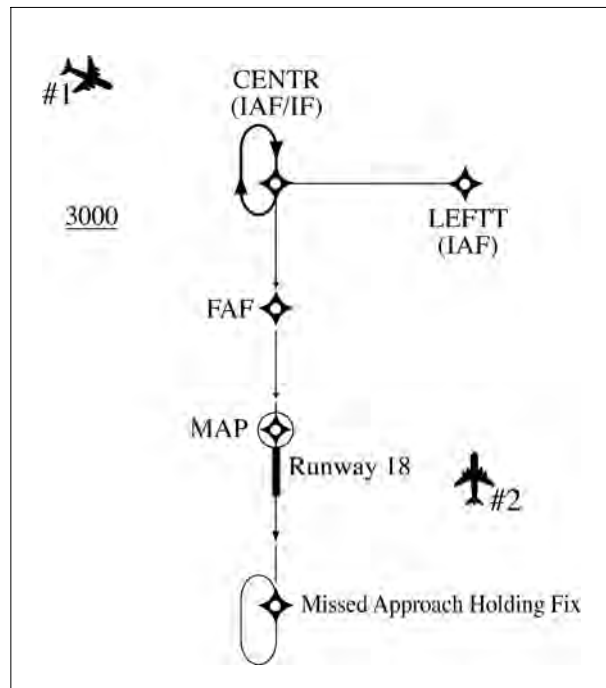 #1
CENTR
(IAF/IF)
3000
LEFTT
(IAF)
FAF
MAP
Runway 18
#2
Missed Approach Holding Fix